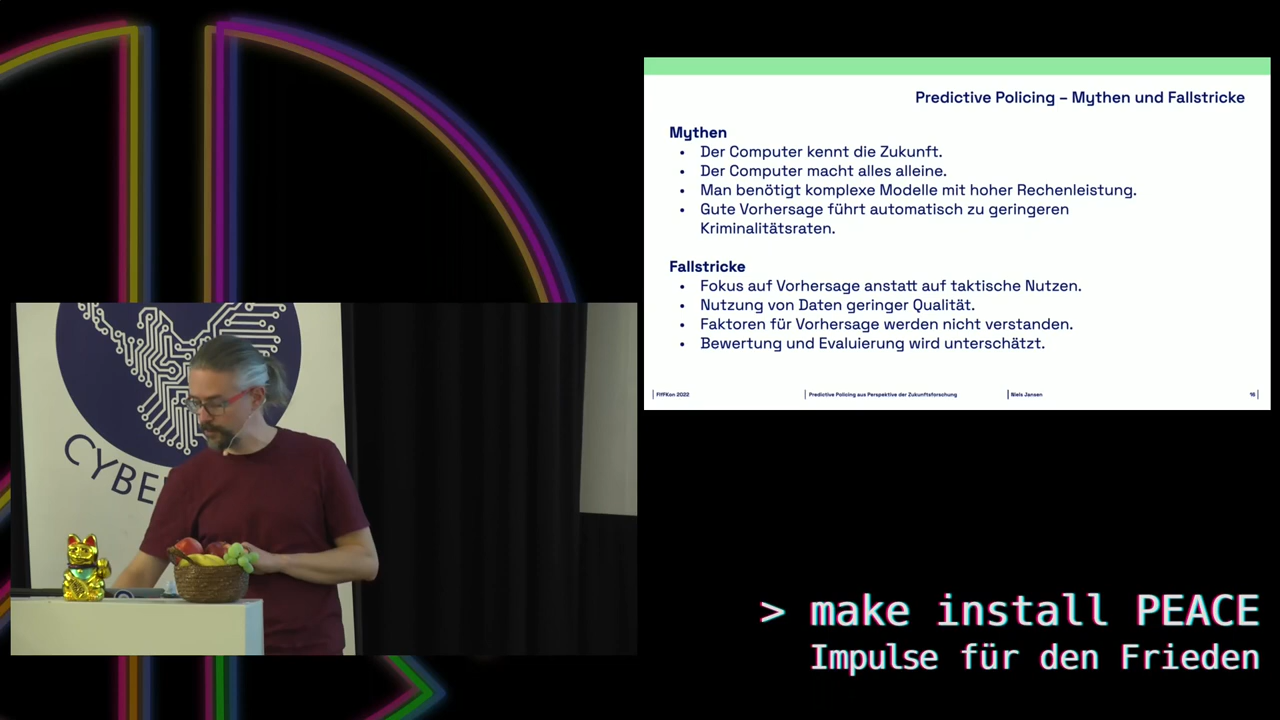 Predictive Policing – Mythen und Fallstricke
Mythen
• Der Computer kennt die Zukunft.
• Der Computer macht alles alleine.
• Man benötigt komplexe Modelle mit hoher Rechenleistung.
• Gute Vorhersage führt automatisch zu geringeren
Kriminalitätsraten.
Fallstricke
• Fokus auf Vorhersage anstatt auf taktische Nutzen.
• Nutzung von Daten geringer Qualität.
• Faktoren für Vorhersage werden nicht verstanden.
• Bewertung und Evaluierung wird unterschätzt.
FIfFKon 2022
Predictive Policing aus Perspektive der Zukunftsforschung
Niels Jansen
16
CYBE
> make install PEACE
Impulse für den Frieden